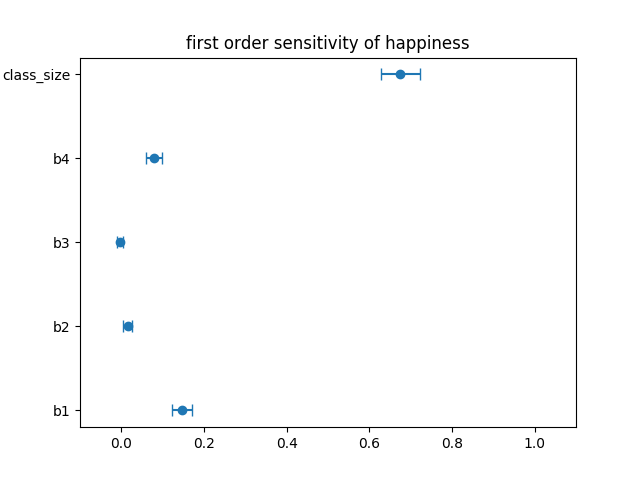 first order sensitivity of happiness
class_size
b4
b3
b2
b1
0.0 0.2 0.4 0.6 0.8 1.0